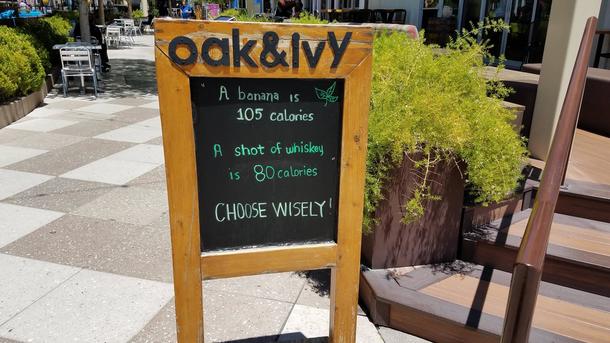 oak&Ivy
" A banana is
105 calories
A shot of whiskey
is 80 calories
CHOOSE WISELY!